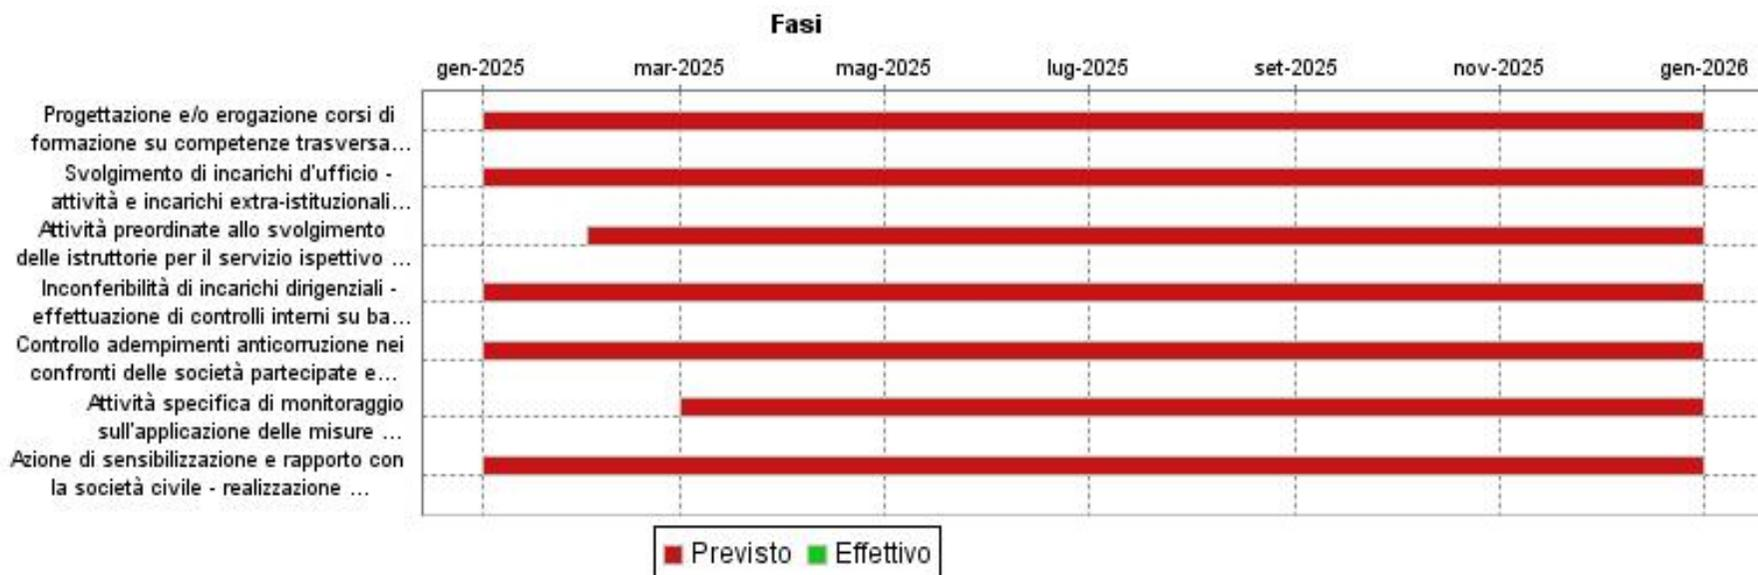 Fasi
gen-2025 mar-2025 mag-2025 lug-2025 set-2025 nov-2025 gen-2026
Progettazione e/o erogazione corsi di
formazione su competenze trasversa...
Svolgimento di incarichi d'ufficio -
attività e incarichi extra-istituzionali...
Attività preordinate allo svolgimento
delle istruttorie per il servizio ispettivo ...
Inconferibilità di incarichi dirigenziali -
effettuazione di controlli interni su ba...
Controllo adempimenti anticorruzione nei
confronti delle società partecipate e...
Attività specifica di monitoraggio
sull'applicazione delle misure ...
Azione di sensibilizzazione e rapporto con
la società civile - realizzazione ...
Previsto Effettivo